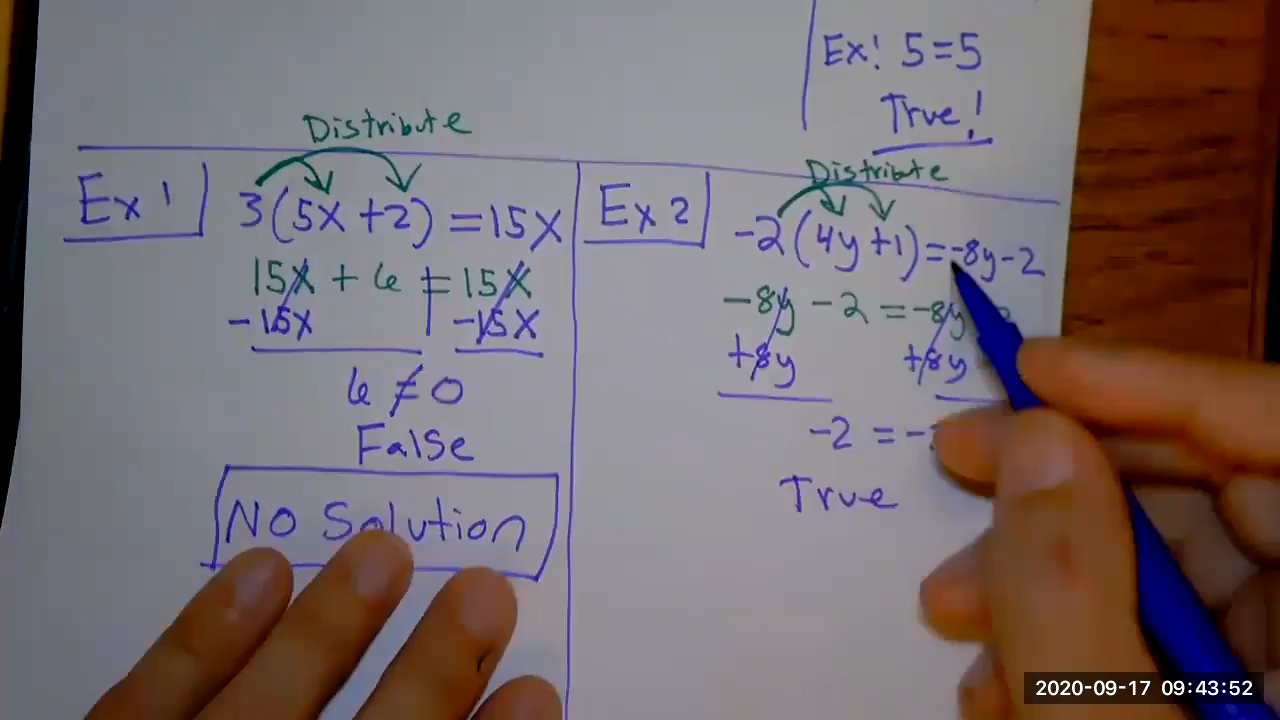 Ex! 5=5
True!
Distribute
Ex 1
3(5x+2)=15x
15x + 6 = 15x
-15x -15x
6 ≠ 0
False
No Solution
Distribute
Ex 2
-2(4y+1)=-8y-2
-8y - 2 = -8y
+8y +8y
-2 = -
True
2020-09-17 09:43:52